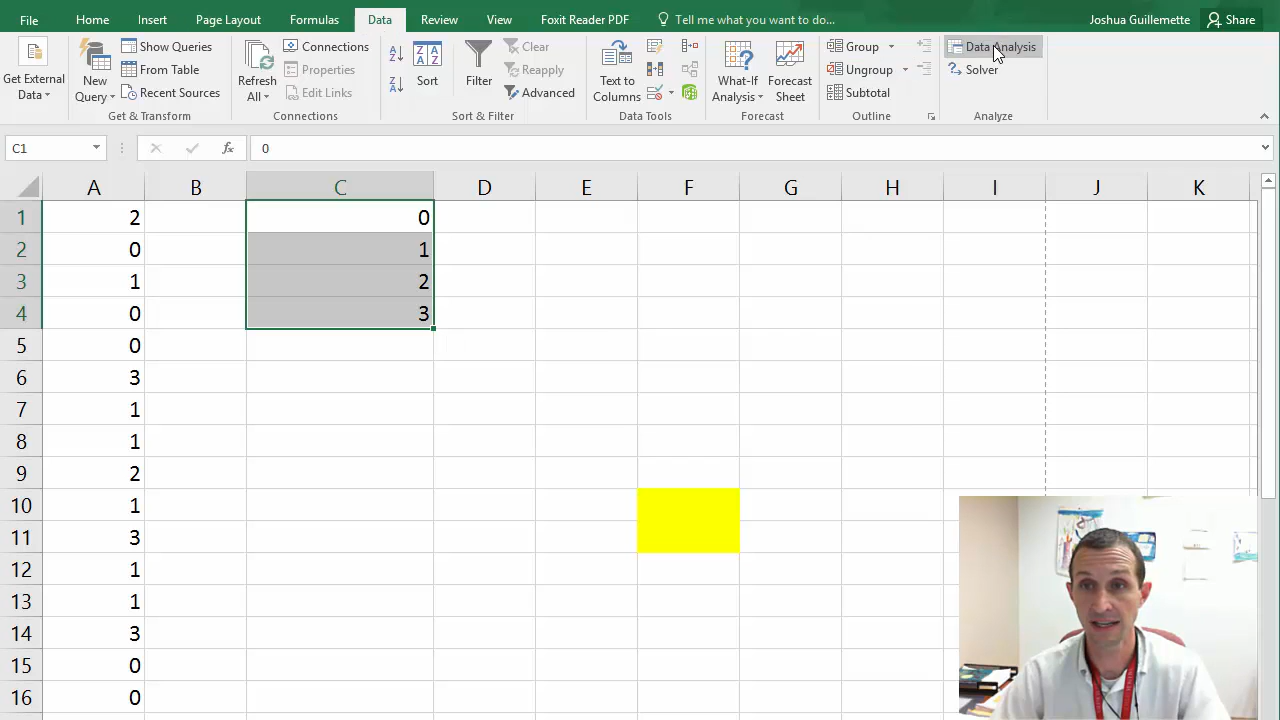 File Home Insert Page Layout Formulas Data Review View Foxit Reader PDF Tell me what you want to do... Joshua Guillemette Share
Get External Data
Show Queries
From Table
Recent Sources
New Query
Get & Transform
Refresh All
Connections
Properties
Edit Links
Connections
Sort
Filter
Clear
Reapply
Advanced
Sort & Filter
Text to Columns
Data Tools
What-If Analysis
Forecast Sheet
Forecast
Group
Ungroup
Subtotal
Outline
Data Analysis
Solver
Analyze
C1 fx 0
A B C D E F G H I J K
1 2 0
2 0 1
3 1 2
4 0 3
5 0
6 3
7 1
8 1
9 2
10 1
11 3
12 1
13 1
14 3
15 0
16 0